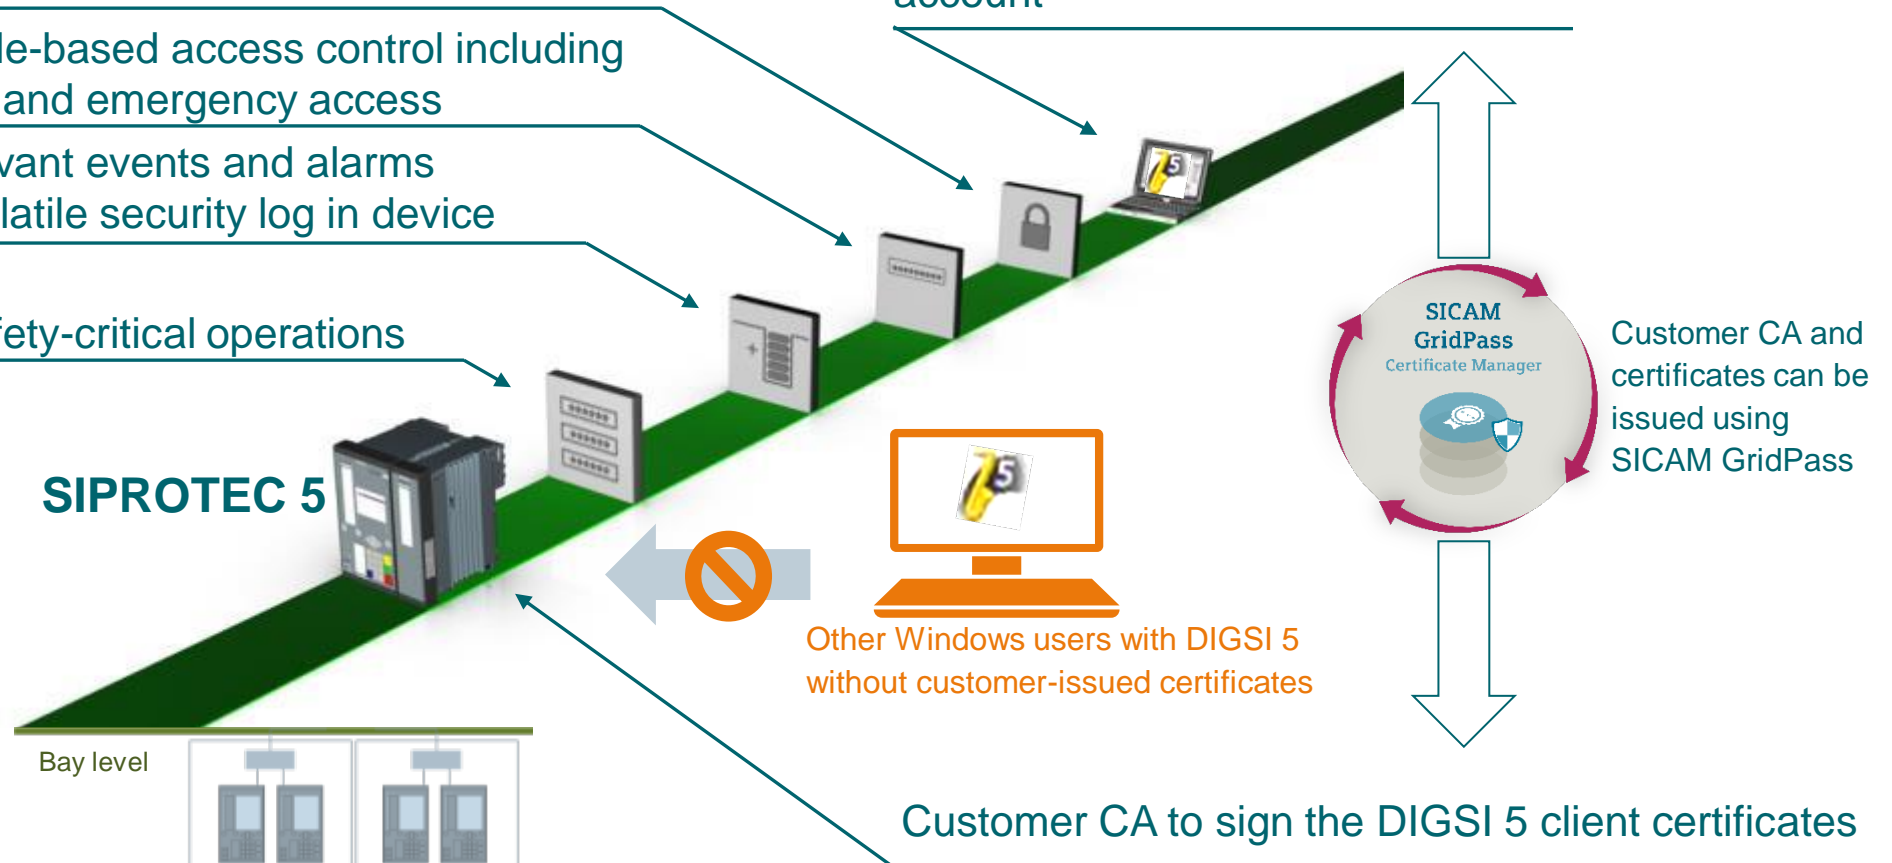 account
le-based access control including
and emergency access
vant events and alarms
latile security log in device
fety-critical operations
SIPROTEC 5
75
75
SICAM
GridPass
Certificate Manager
Customer CA and
certificates can be
issued using
SICAM GridPass
Other Windows users with DIGSI 5
without customer-issued certificates
Bay level
Customer CA to sign the DIGSI 5 client certificates